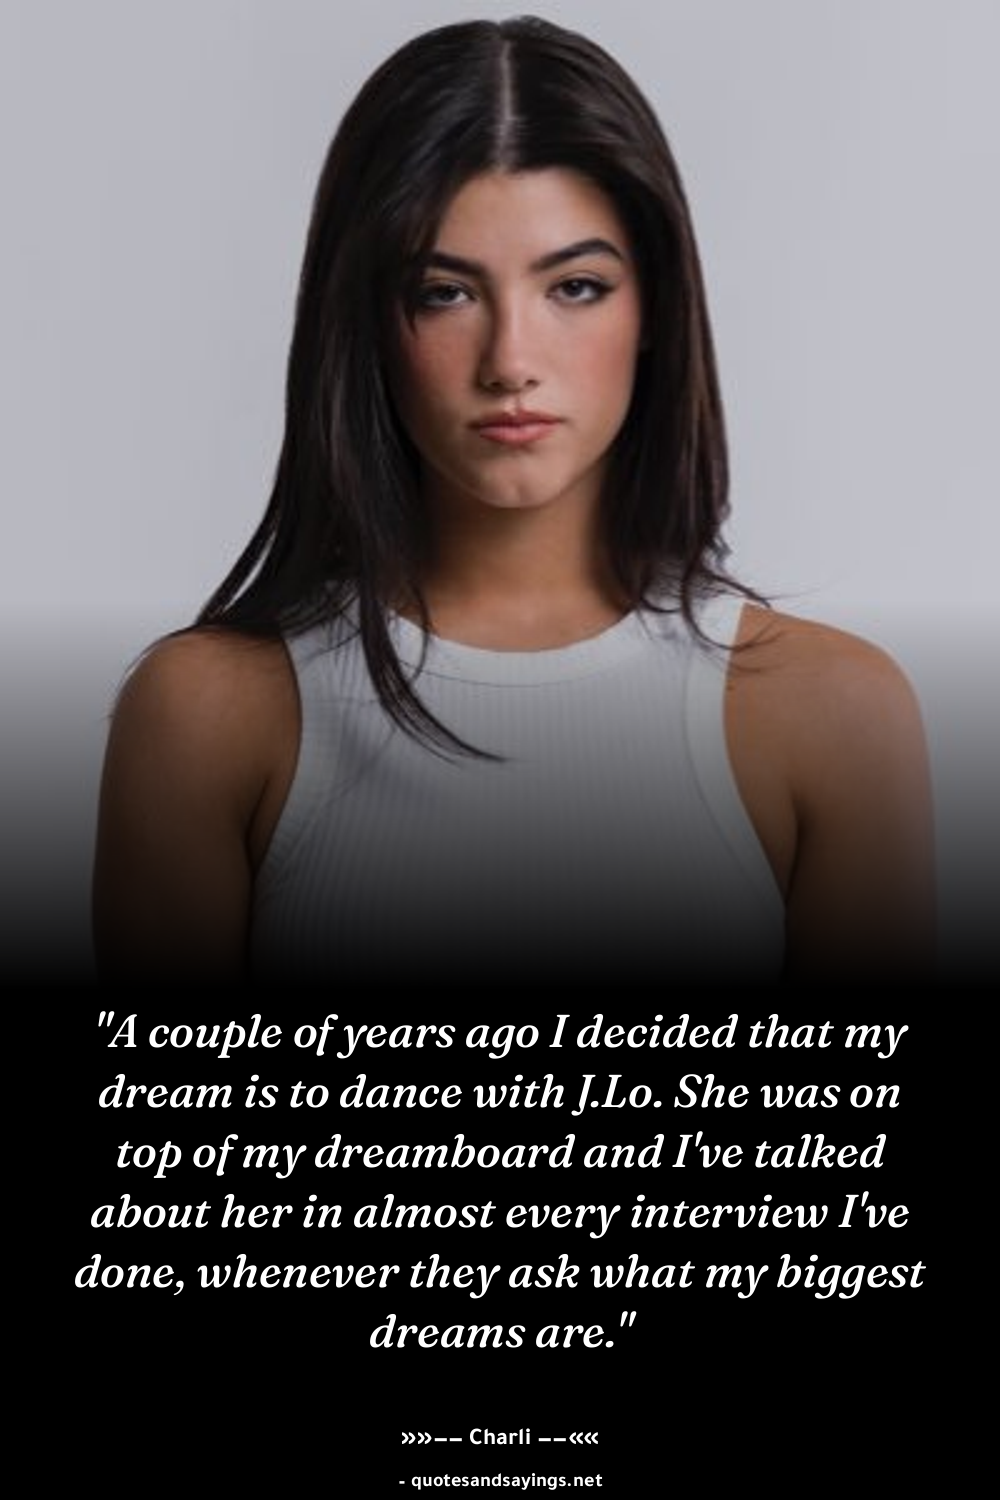 "A couple of years ago I decided that my
dream is to dance with J.Lo. She was on
top of my dreamboard and I've talked
about her in almost every interview I've
done, whenever they ask what my biggest
dreams are."
»»–– Charli ––««
- quotesandsayings.net